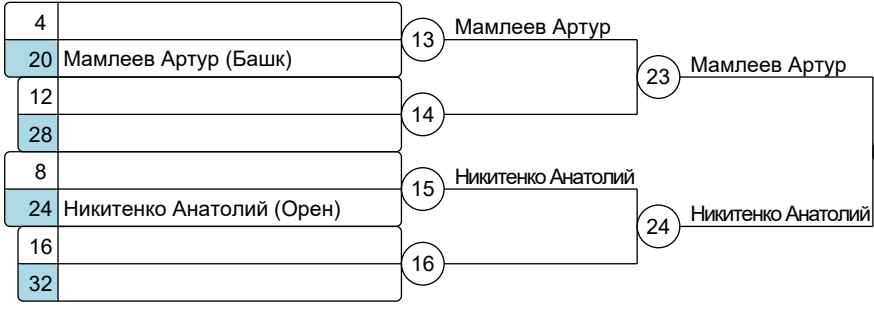 4
13 Мамлеев Артур
20 Мамлеев Артур (Башк)
23 Мамлеев Артур
12
14
28
8
15 Никитенко Анатолий
24 Никитенко Анатолий (Орен)
24 Никитенко Анатолий
16
16
32